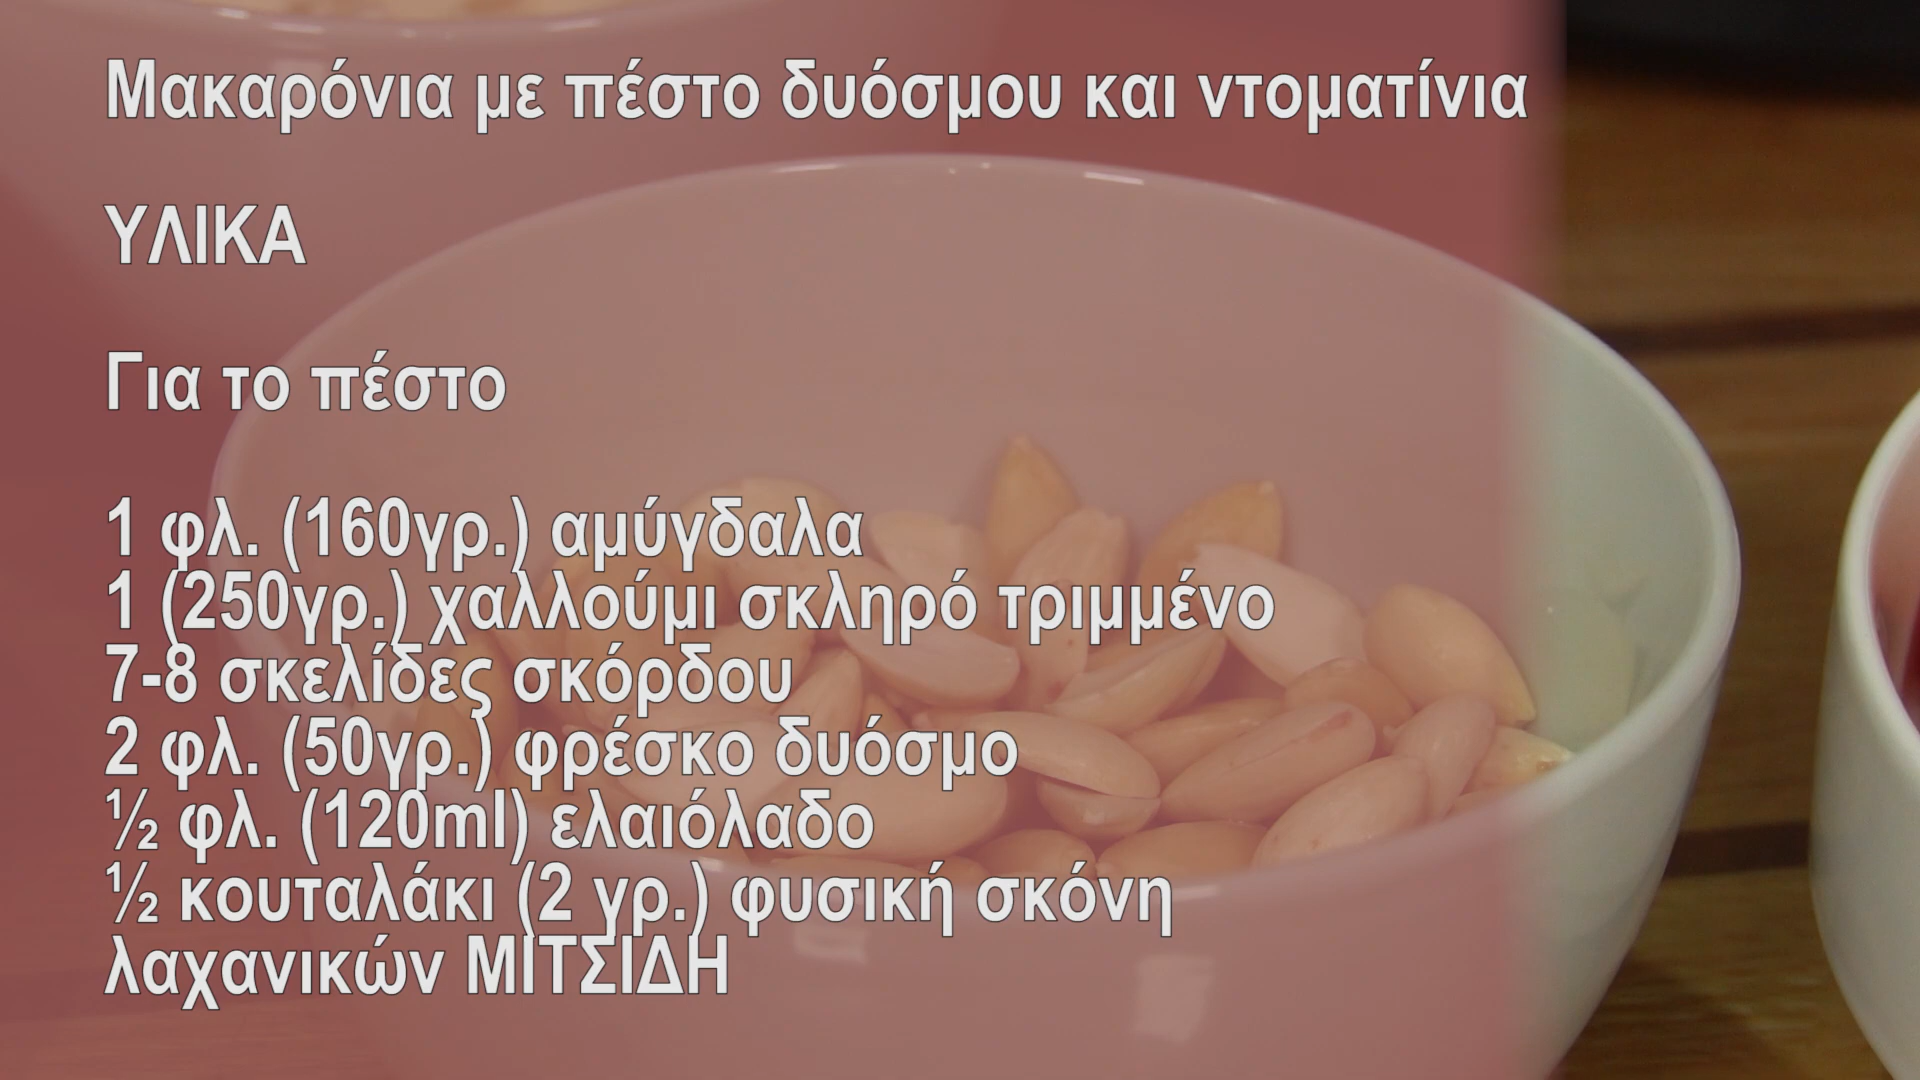 Μακαρόνια με πέστο δυόσμου και ντοματίνια
ΥΛΙΚΑ
Για το πέστο
1 φλ. (160γρ.) αμύγδαλα
1 (250γρ.) χαλλούμι σκληρό τριμμένο
7-8 σκελίδες σκόρδου
2 φλ. (50γρ.) φρέσκο δυόσμο
½ φλ. (120ml) ελαιόλαδο
½ κουταλάκι (2 γρ.) φυσική σκόνη
λαχανικών ΜΙΤΣΙΔΗ